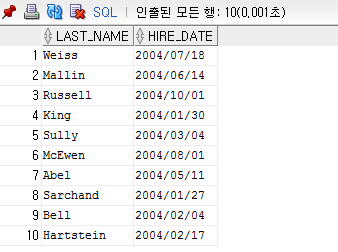 SQL | 인출된 모든 행: 10(0,001초)
LAST_NAME HIRE_DATE
1 Weiss 2004/07/18
2 Mallin 2004/06/14
3 Russell 2004/10/01
4 King 2004/01/30
5 Sully 2004/03/04
6 McEwen 2004/08/01
7 Abel 2004/05/11
8 Sarchand 2004/01/27
9 Bell 2004/02/04
10 Hartstein 2004/02/17